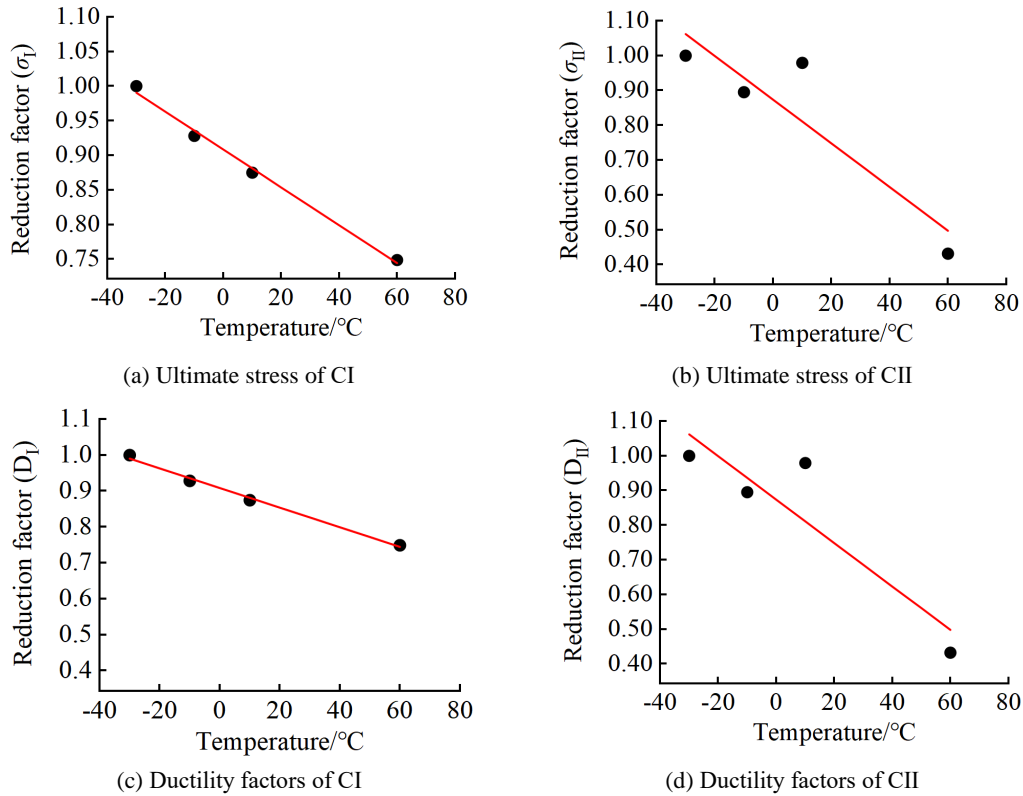 1.10
1.05
1.00
0.95
0.90
0.85
0.80
0.75
Reduction factor (σI)
-40 -20 0 20 40 60 80
Temperature/°C
(a) Ultimate stress of CI
1.10
1.00
0.90
0.80
0.70
0.60
0.50
0.40
Reduction factor (σII)
-40 -20 0 20 40 60 80
Temperature/°C
(b) Ultimate stress of CII
1.1
1.0
0.9
0.8
0.7
0.6
0.5
0.4
Reduction factor (DI)
-40 -20 0 20 40 60 80
Temperature/°C
(c) Ductility factors of CI
1.10
1.00
0.90
0.80
0.70
0.60
0.50
0.40
Reduction factor (DII)
-40 -20 0 20 40 60 80
Temperature/°C
(d) Ductility factors of CII